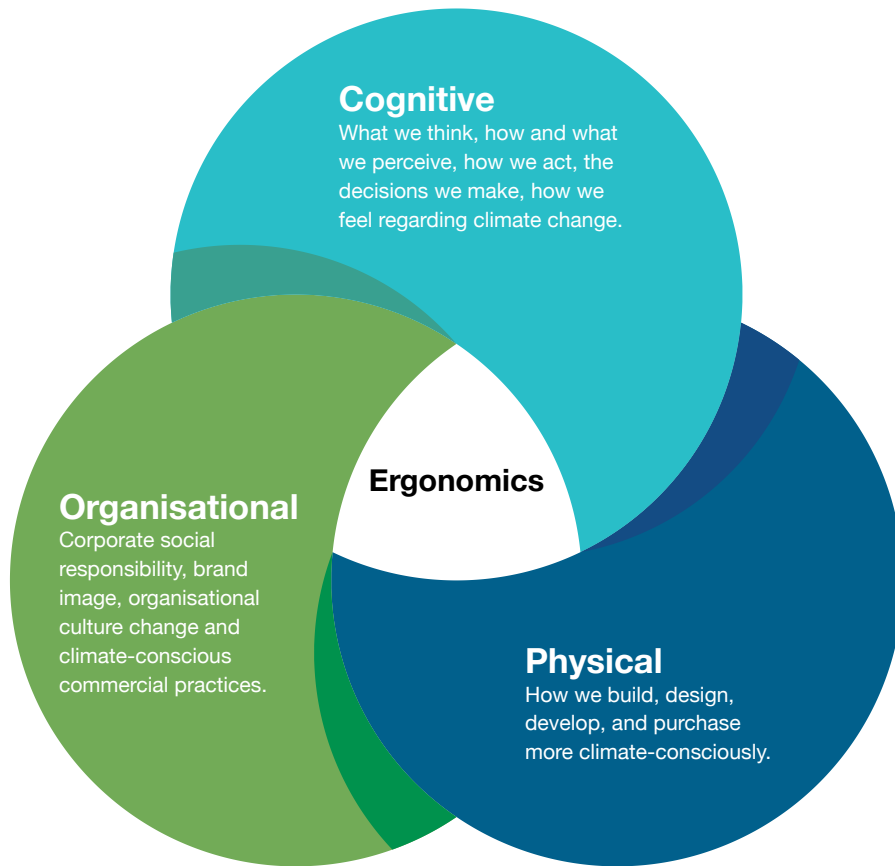 Cognitive
What we think, how and what
we perceive, how we act, the
decisions we make, how we
feel regarding climate change.
Ergonomics
Organisational
Corporate social
responsibility, brand
image, organisational
culture change and
climate-conscious
commercial practices.
Physical
How we build, design,
develop, and purchase
more climate-consciously.